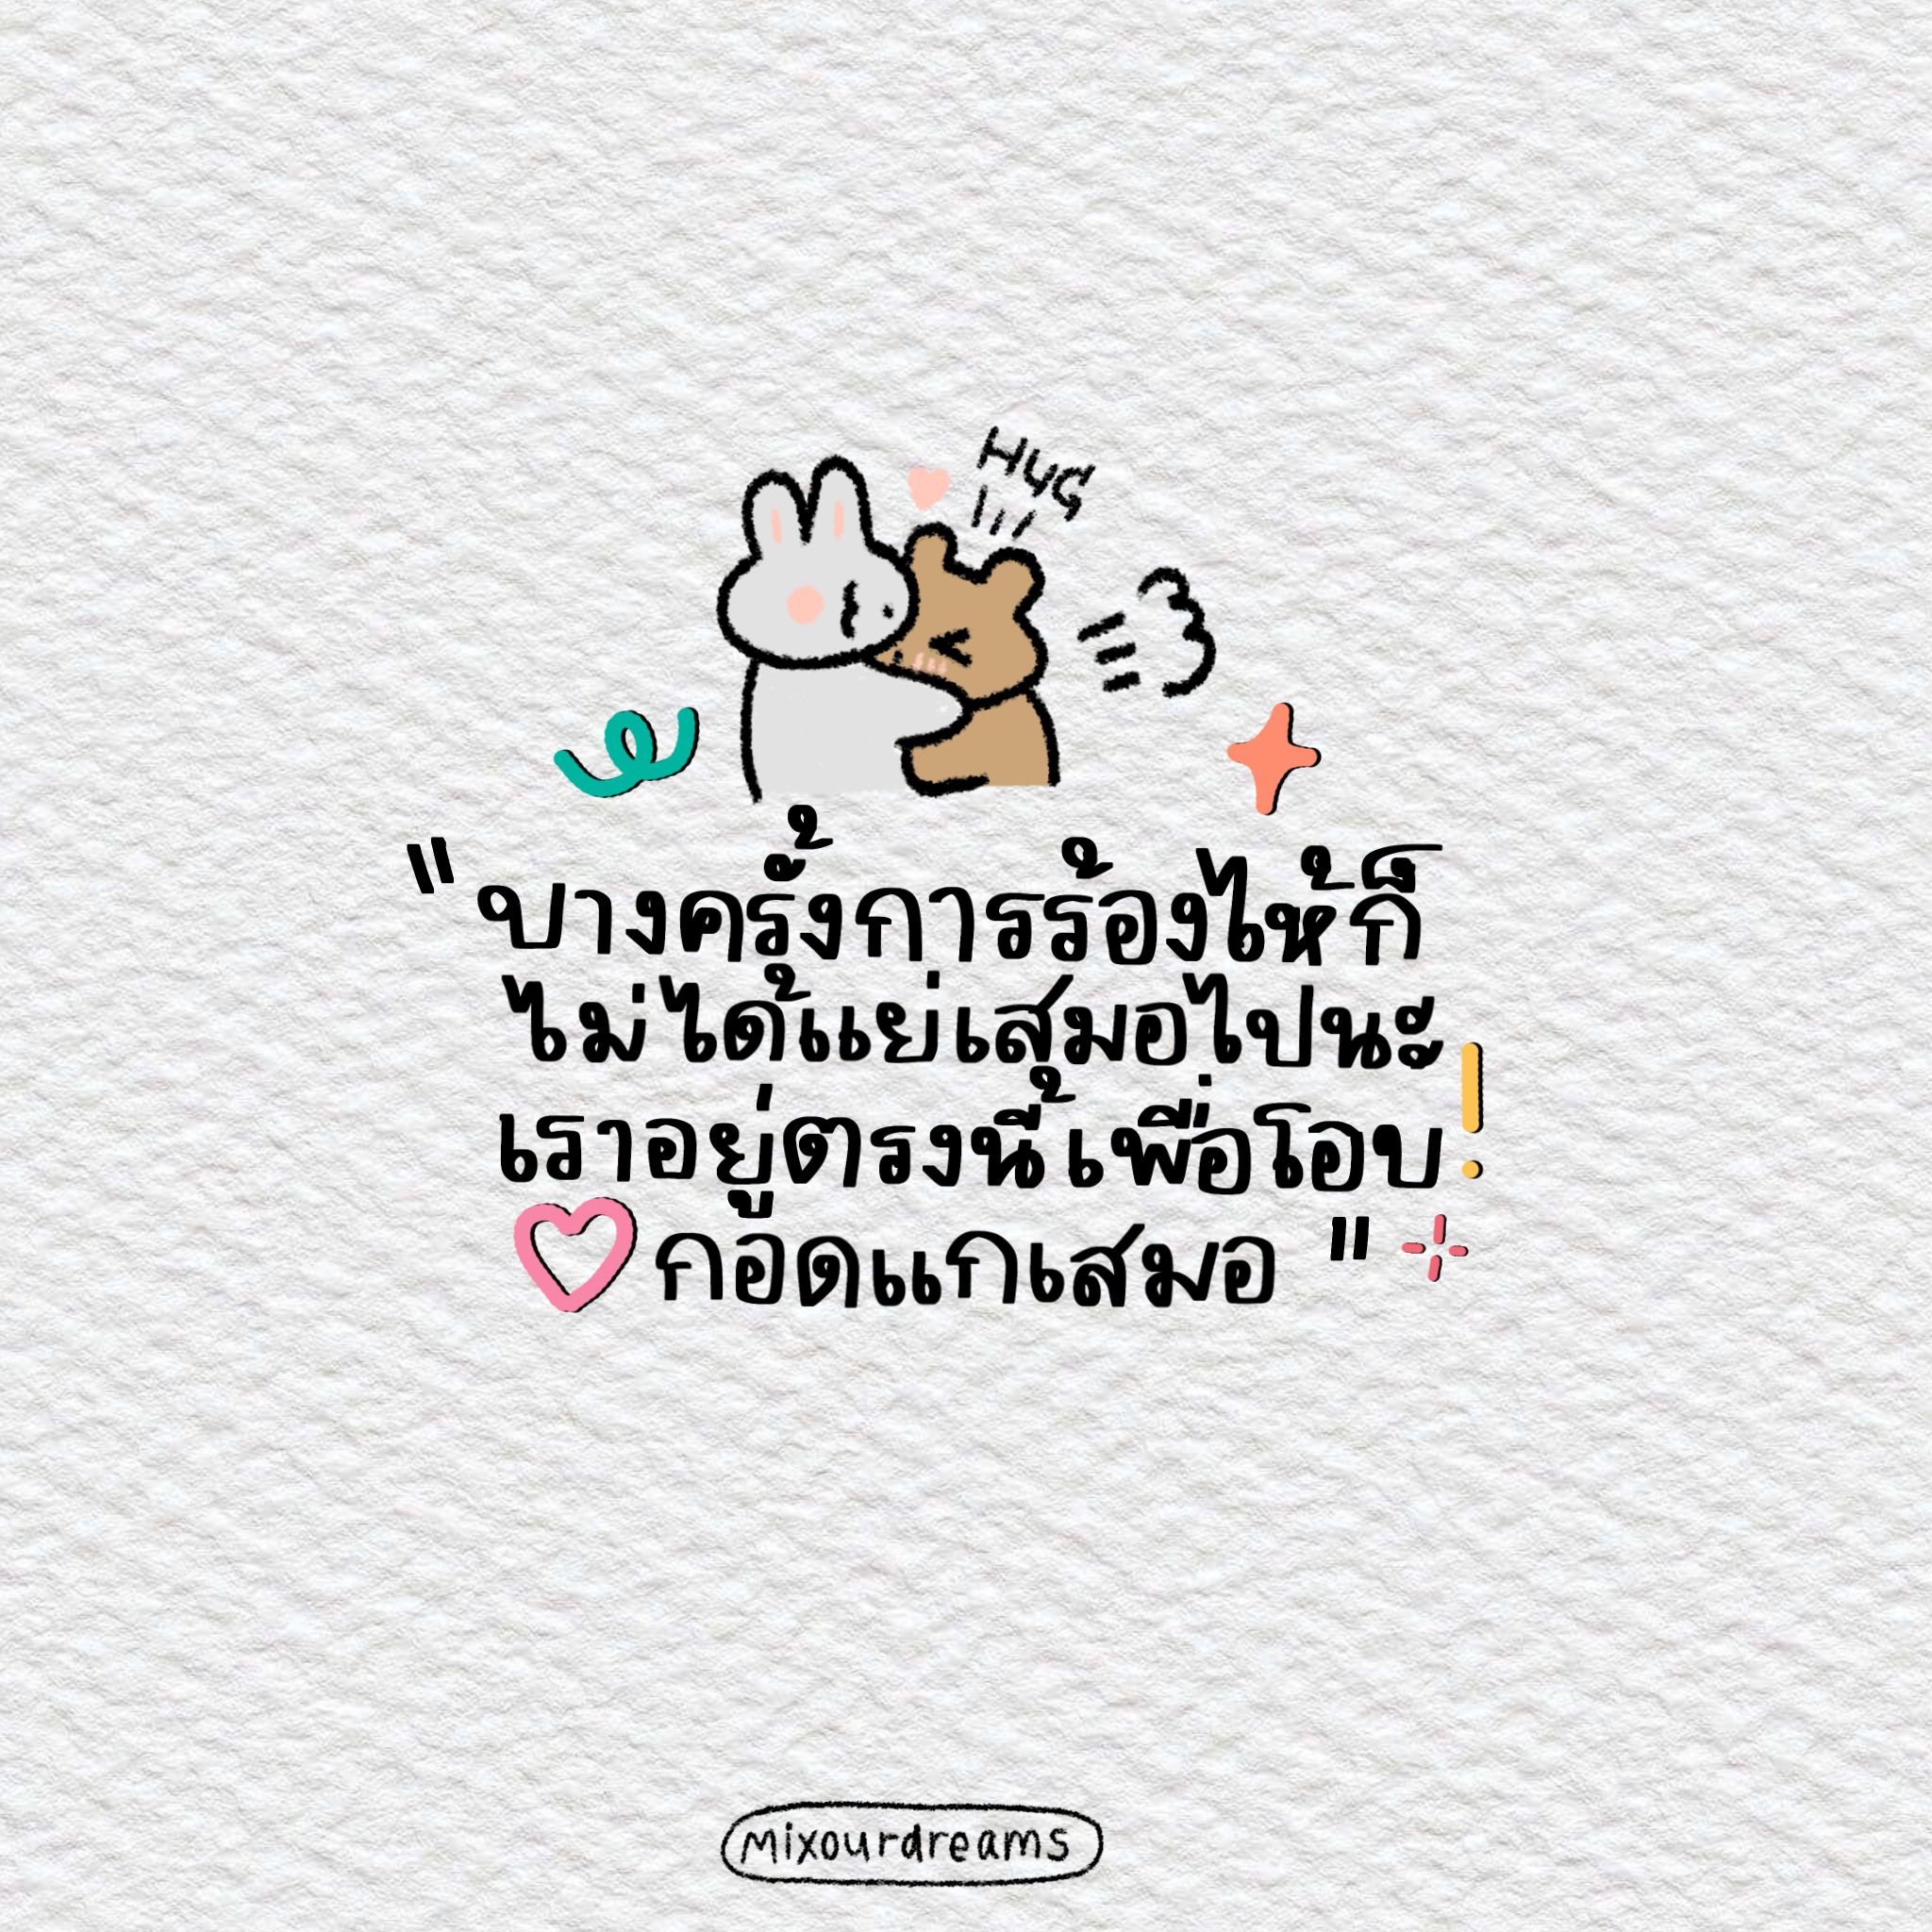 HUG
"บางครั้งการร้องไห้ก็
ไม่ได้แย่เสมอไปนะ
เราอยู่ตรงนี้เพื่อโอบ!
กอดแกเสมอ"
mixourdreams